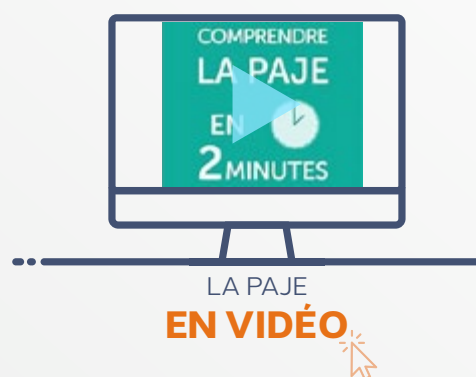 COMPRENDRE
LA PAJE
EN
2 MINUTES
LA PAJE
EN VIDÉO